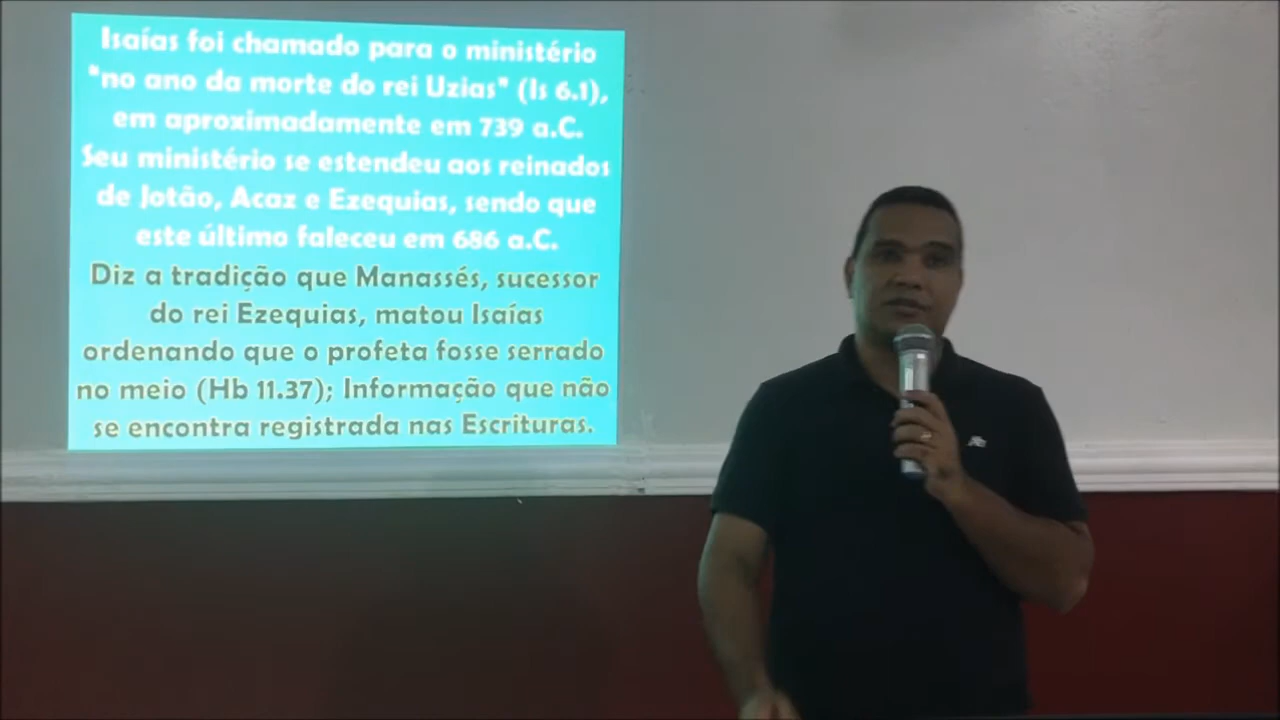 Isaías foi chamado para o ministério
"no ano da morte do rei Uzias" (Is 6.1),
em aproximadamente em 739 a.C.
Seu ministério se estendeu aos reinados
de Jotão, Acaz e Ezequias, sendo que
este último faleceu em 686 a.C.
Diz a tradição que Manassés, sucessor
do rei Ezequias, matou Isaías
ordenando que o profeta fosse serrado
no meio (Hb 11.37); Informação que não
se encontra registrada nas Escrituras.